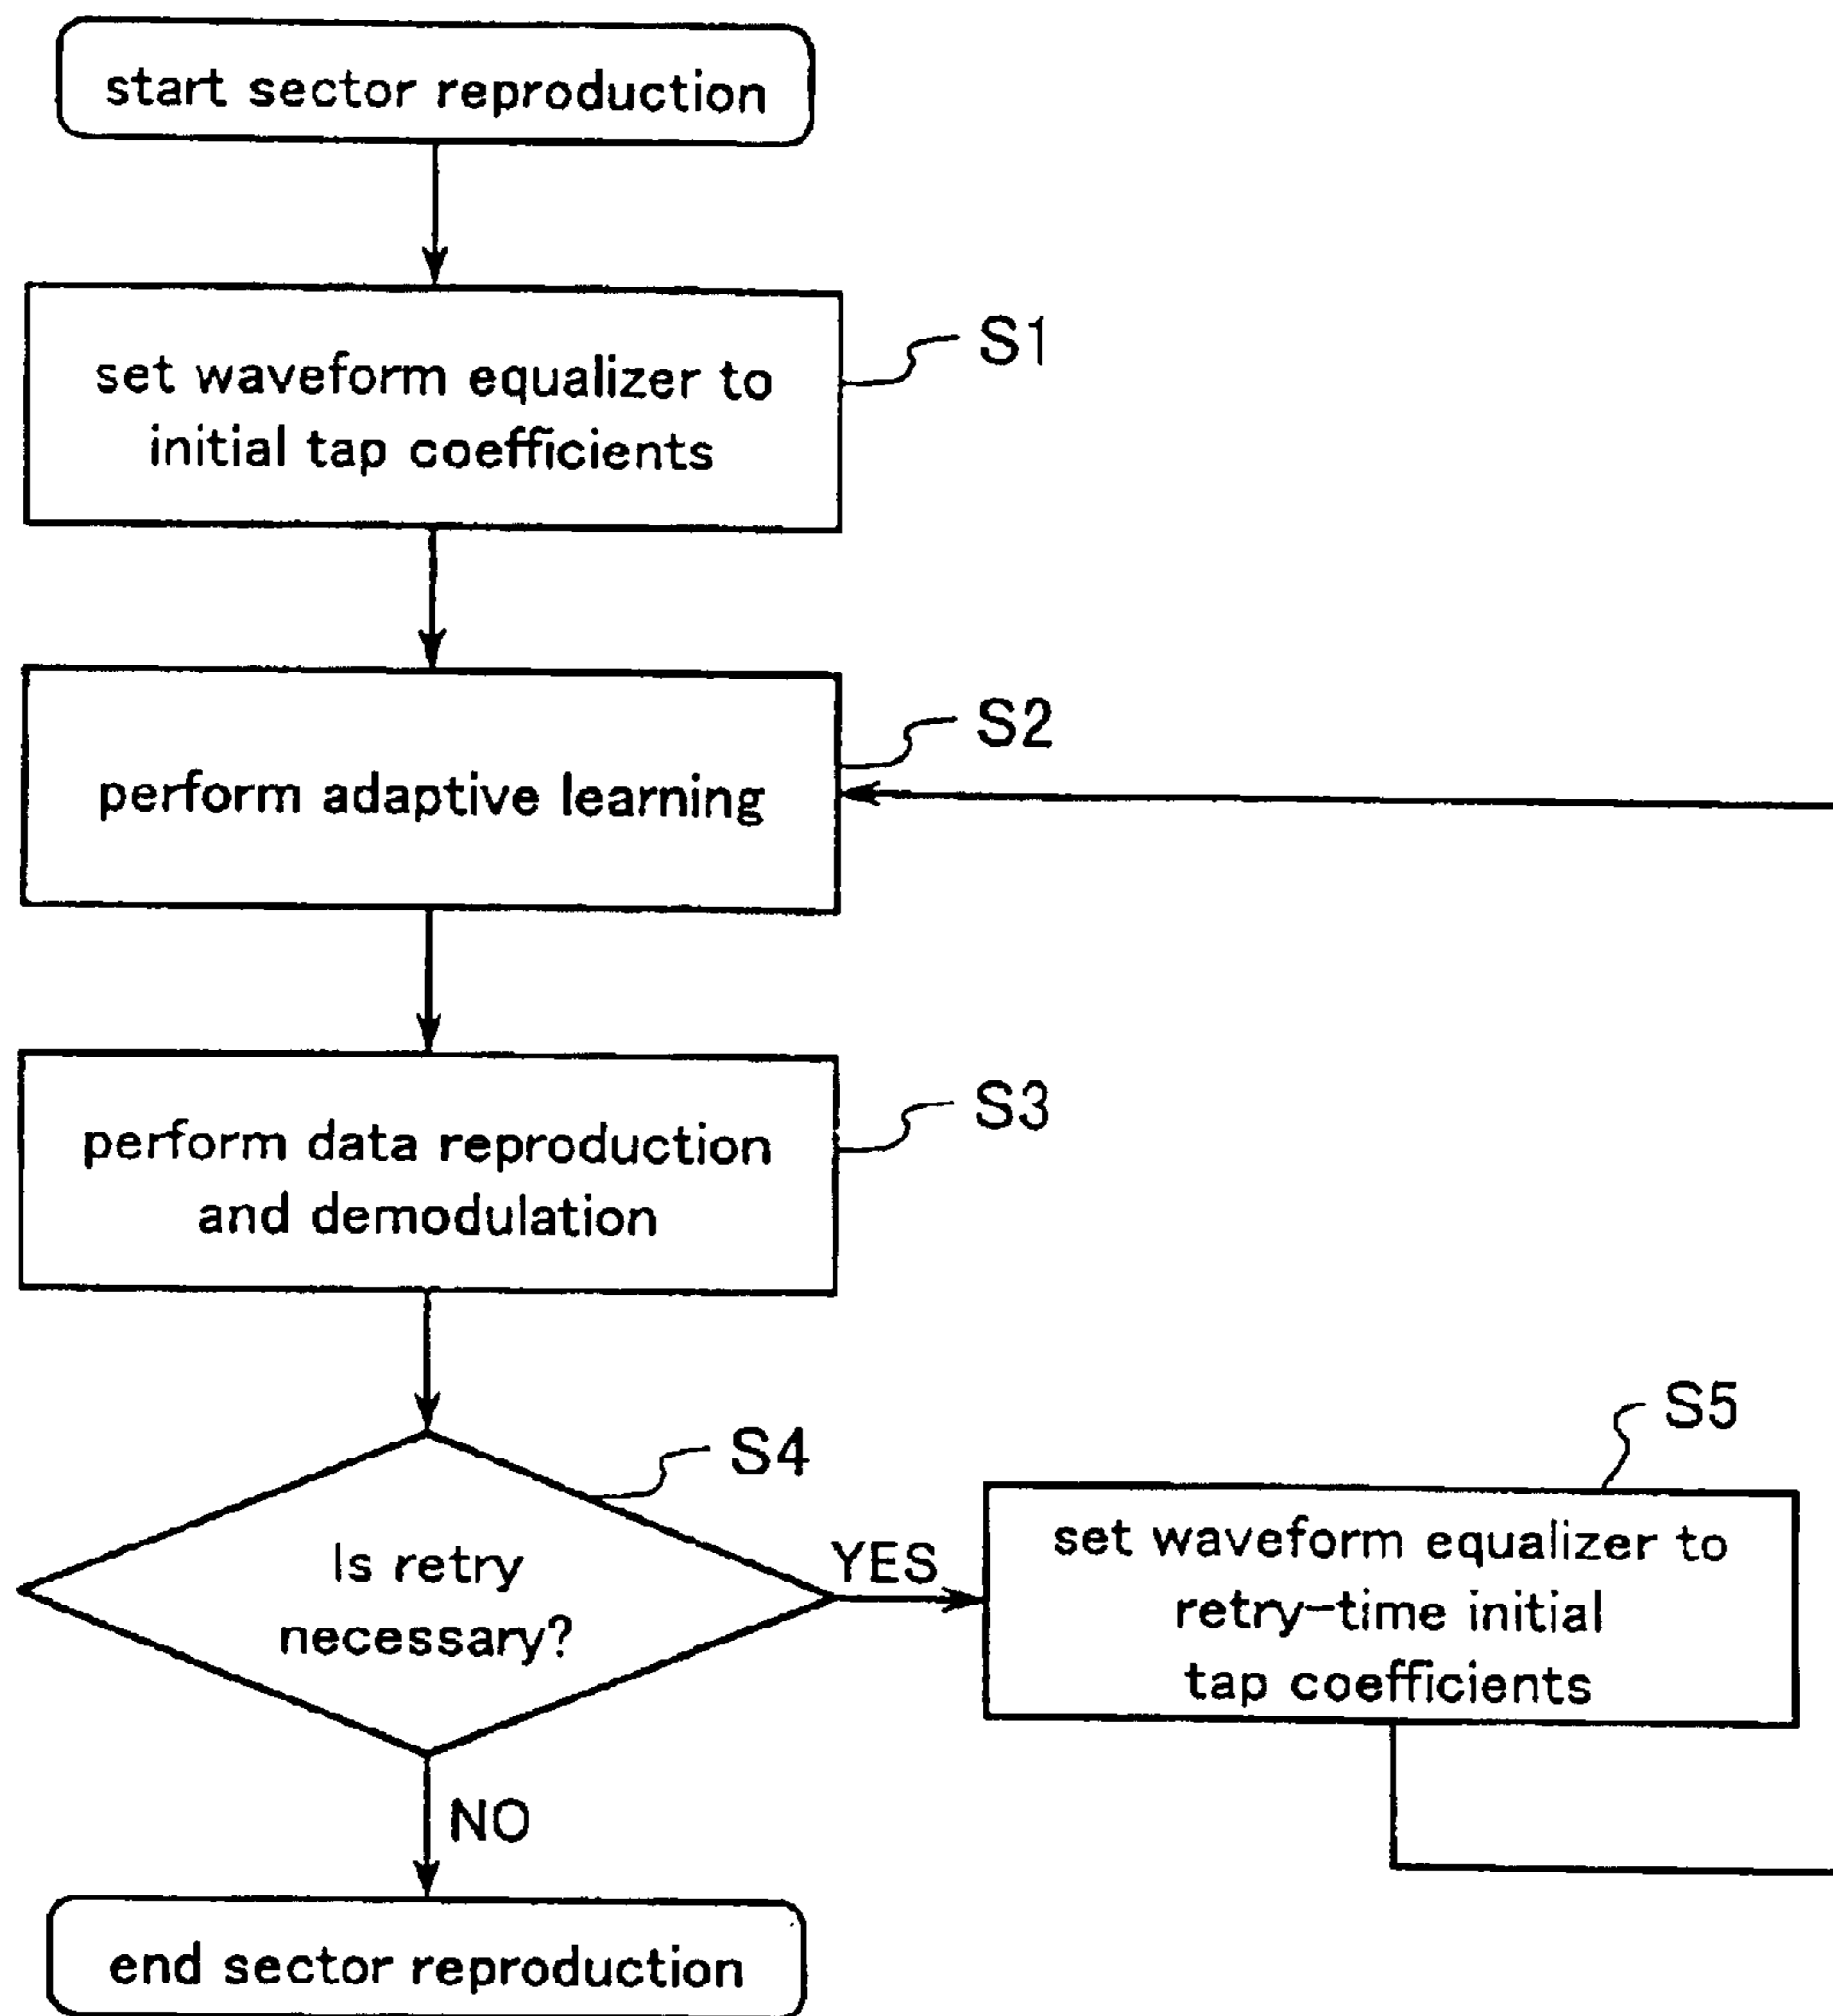 start sector reproduction
S1
set waveform equalizer to
initial tap coefficients
S2
perform adaptive learning
S3
perform data reproduction
and demodulation
S4
Is retry
necessary?
YES
S5
set waveform equalizer to
retry-time initial
tap coefficients
NO
end sector reproduction